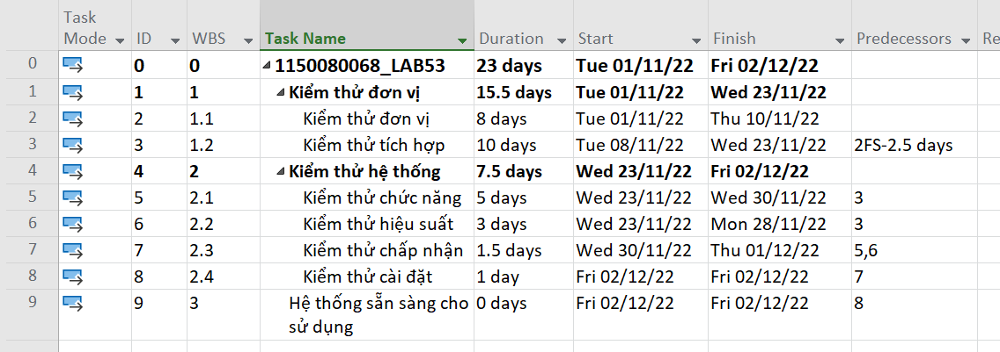 Task Mode ID WBS Task Name Duration Start Finish Predecessors Re
0 0 0 1150080068_LAB53 23 days Tue 01/11/22 Fri 02/12/22
1 1 1 Kiểm thử đơn vị 15.5 days Tue 01/11/22 Wed 23/11/22
2 2 1.1 Kiểm thử đơn vị 8 days Tue 01/11/22 Thu 10/11/22
3 3 1.2 Kiểm thử tích hợp 10 days Tue 08/11/22 Wed 23/11/22 2FS-2.5 days
4 4 2 Kiểm thử hệ thống 7.5 days Wed 23/11/22 Fri 02/12/22
5 5 2.1 Kiểm thử chức năng 5 days Wed 23/11/22 Wed 30/11/22 3
6 6 2.2 Kiểm thử hiệu suất 3 days Wed 23/11/22 Mon 28/11/22 3
7 7 2.3 Kiểm thử chấp nhận 1.5 days Wed 30/11/22 Thu 01/12/22 5,6
8 8 2.4 Kiểm thử cài đặt 1 day Fri 02/12/22 Fri 02/12/22 7
9 9 3 Hệ thống sẵn sàng cho 0 days Fri 02/12/22 Fri 02/12/22 8
sử dụng